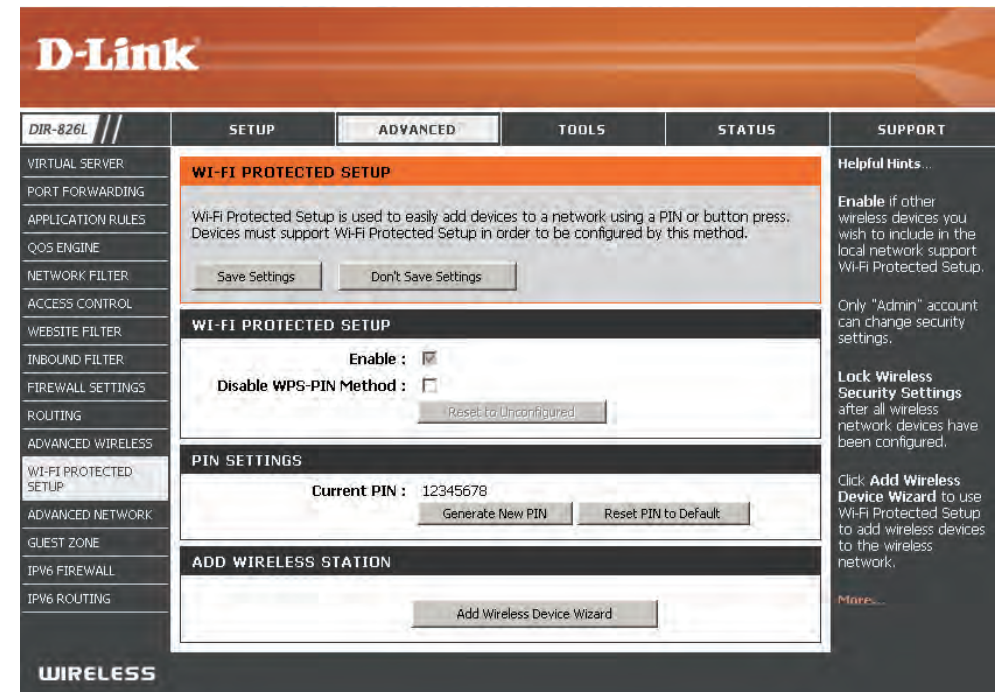 D-Link
DIR-826L
SETUP
ADVANCED
TOOLS
STATUS
SUPPORT
VIRTUAL SERVER
PORT FORWARDING
APPLICATION RULES
QOS ENGINE
NETWORK FILTER
ACCESS CONTROL
WEBSITE FILTER
INBOUND FILTER
FIREWALL SETTINGS
ROUTING
ADVANCED WIRELESS
WI-FI PROTECTED
SETUP
ADVANCED NETWORK
GUEST ZONE
IPV6 FIREWALL
IPV6 ROUTING
WI-FI PROTECTED SETUP
Wi-Fi Protected Setup is used to easily add devices to a network using a PIN or button press.
Devices must support Wi-Fi Protected Setup in order to be configured by this method.
Save Settings
Don't Save Settings
WI-FI PROTECTED SETUP
Enable :
Disable WPS-PIN Method :
Reset to Unconfigured
PIN SETTINGS
Current PIN : 12345678
Generate New PIN
Reset PIN to Default
ADD WIRELESS STATION
Add Wireless Device Wizard
Helpful Hints...
Enable if other
wireless devices you
wish to include in the
local network support
Wi-Fi Protected Setup.
Only "Admin" account
can change security
settings.
Lock Wireless
Security Settings
after all wireless
network devices have
been configured.
Click Add Wireless
Device Wizard to use
Wi-Fi Protected Setup
to add wireless devices
to the wireless
network.
More...
WIRELESS